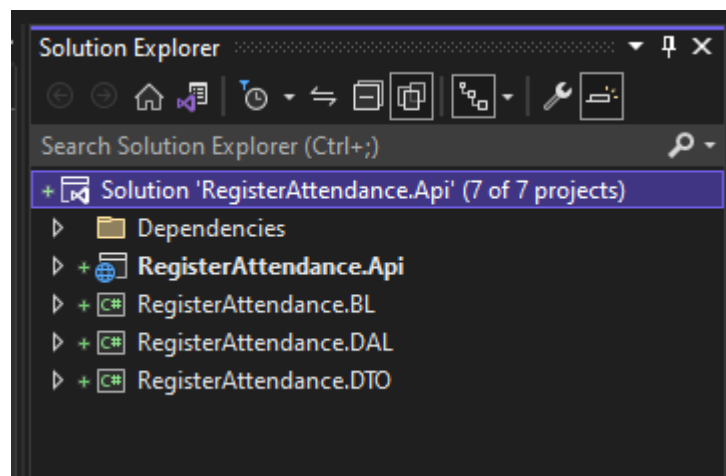 Solution Explorer
Search Solution Explorer (Ctrl+;)
Solution 'RegisterAttendance.Api' (7 of 7 projects)
Dependencies
RegisterAttendance.Api
C# RegisterAttendance.BL
C# RegisterAttendance.DAL
C# RegisterAttendance.DTO